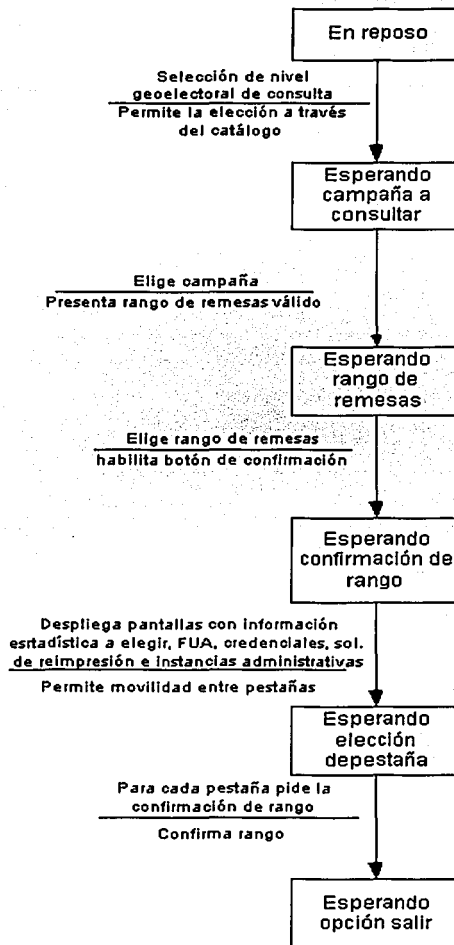 En reposo
Selección de nivel
geoelectoral de consulta
Permite la elección a través
del catálogo
Esperando
campaña a
consultar
Elige campaña
Presenta rango de remesas válido
Esperando
rango de
remesas
Elige rango de remesas
habilita botón de confirmación
Esperando
confirmación de
rango
Despliega pantallas con información
esrtadística a elegir, FUA, credenciales, sol.
de reimpresión e instancias administrativas
Permite movilidad entre pestañas
Esperando
elección
depestaña
Para cada pestaña pide la
confirmación de rango
Confirma rango
Esperando
opción salir